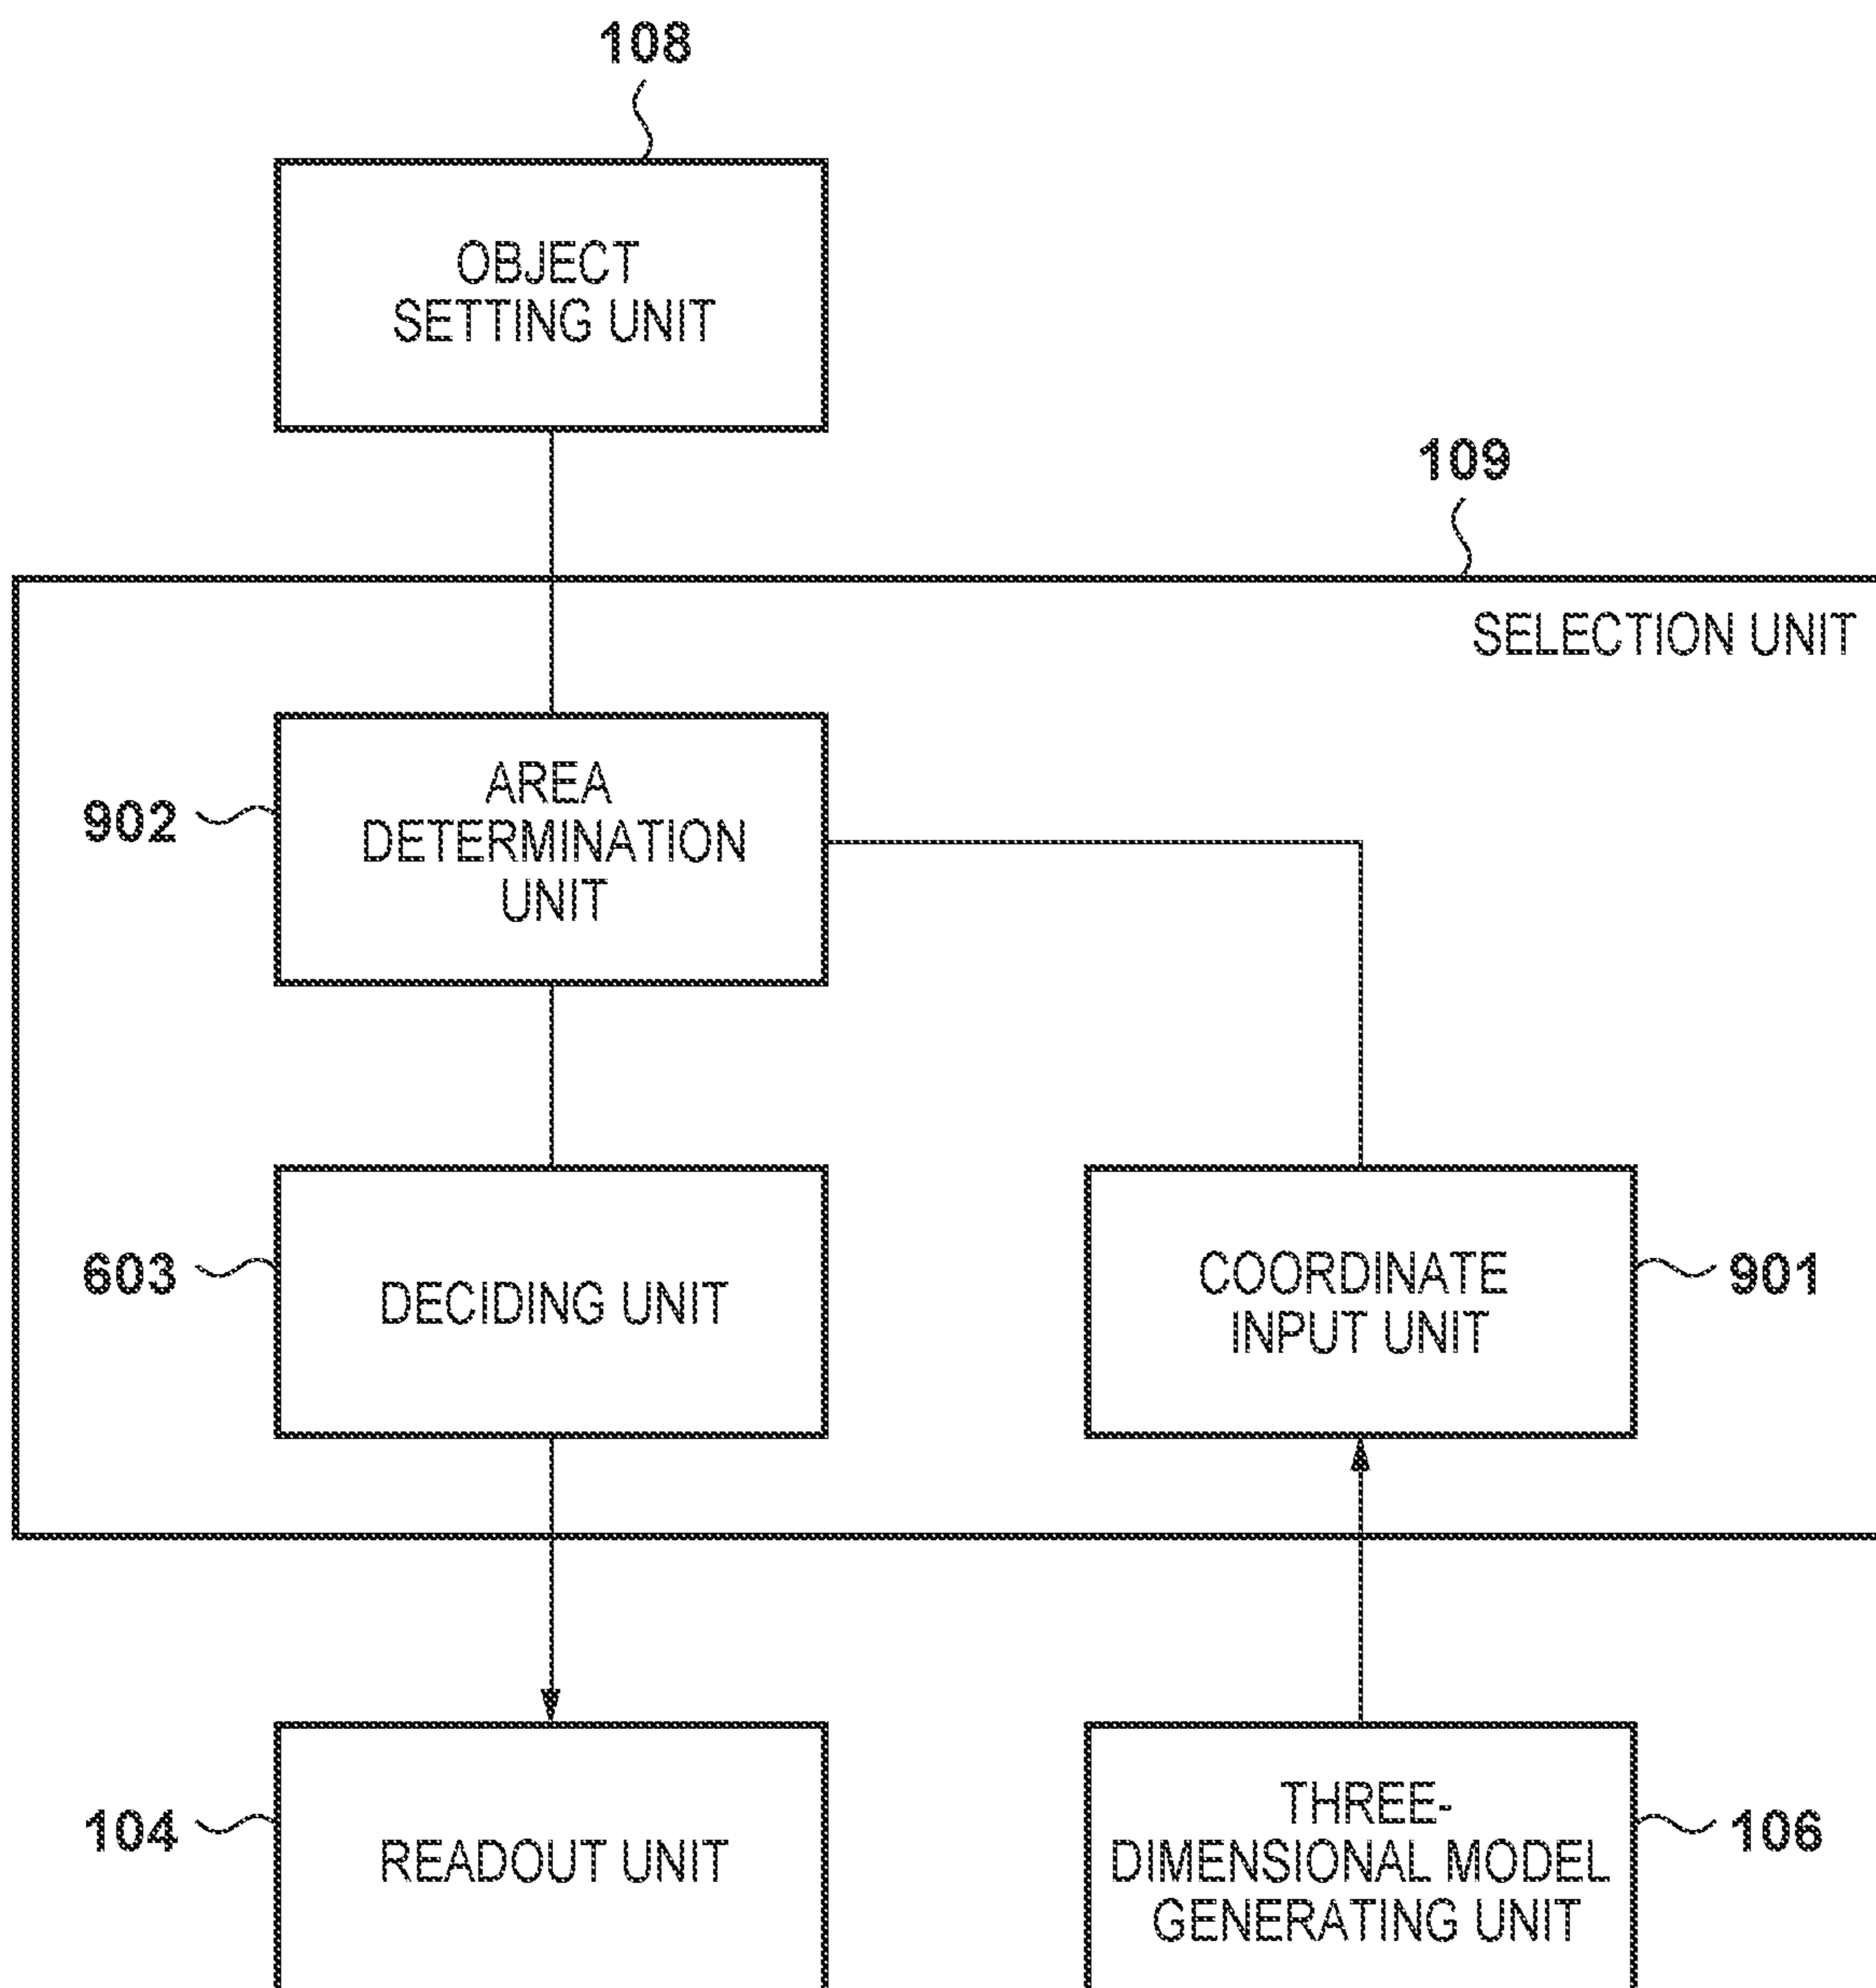 108
OBJECT
SETTING UNIT
109
SELECTION UNIT
902
AREA
DETERMINATION
UNIT
603
DECIDING UNIT
COORDINATE
INPUT UNIT
901
104
READOUT UNIT
THREE-
DIMENSIONAL MODEL
GENERATING UNIT
106